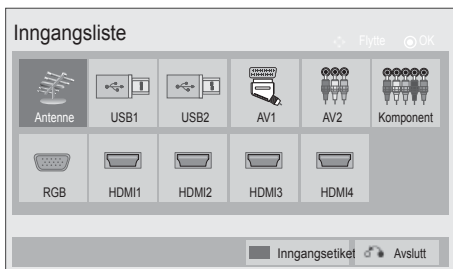 Inngangsliste
Flytte OK
Antenne USB1 USB2 AV1 AV2 Komponent
RGB HDMI1 HDMI2 HDMI3 HDMI4
Inngangsetiket Avslutt